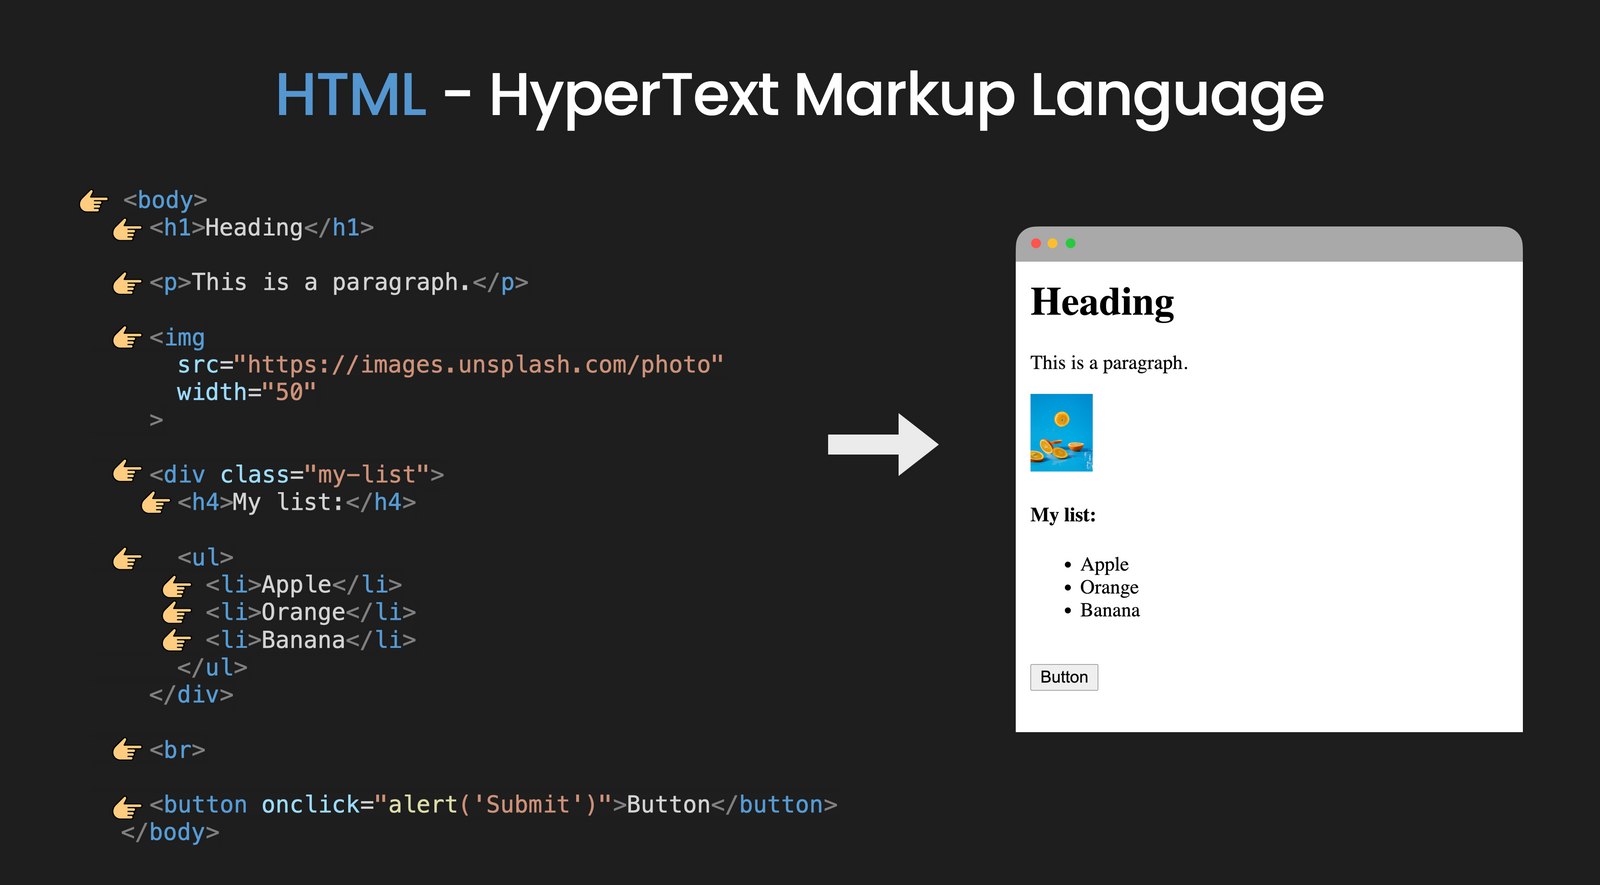 HTML - HyperText Markup Language
<body>
<h1>Heading</h1>
<p>This is a paragraph.</p>
<img
src="https://images.unsplash.com/photo"
width="50"
>
<div class="my-list">
<h4>My list:</h4>
<ul>
<li>Apple</li>
<li>Orange</li>
<li>Banana</li>
</ul>
</div>
<br>
<button onclick="alert('Submit')">Button</button>
</body>
Heading
This is a paragraph.
My list:
• Apple
• Orange
• Banana
Button